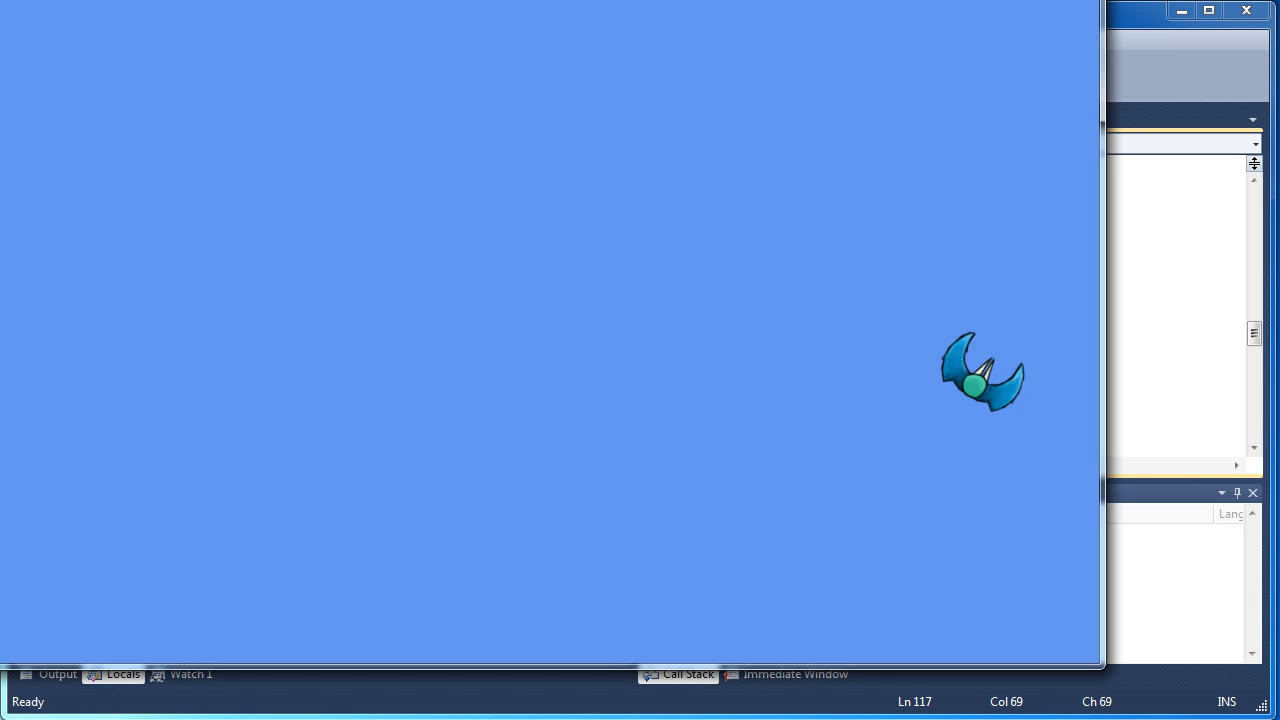 Lang
Output Locals Watch 1 Call Stack Immediate Window
Ready Ln 117 Col 69 Ch 69 INS